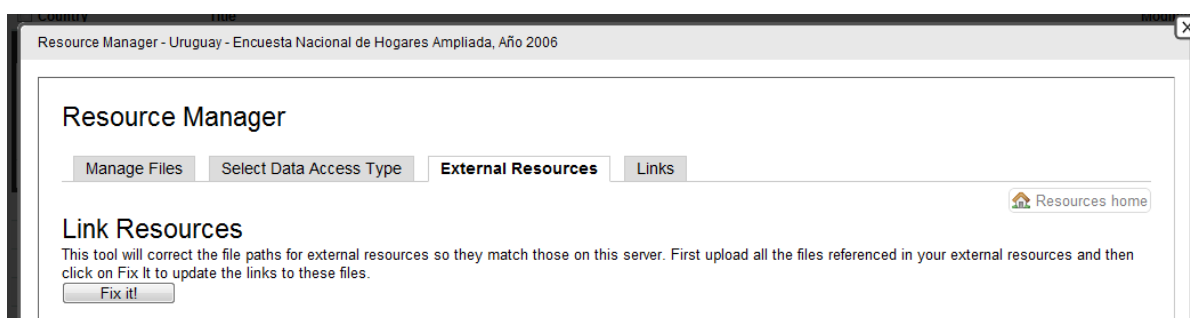 Country Title Modi
Resource Manager - Uruguay - Encuesta Nacional de Hogares Ampliada, Año 2006
Resource Manager
Manage Files Select Data Access Type External Resources Links
Resources home
Link Resources
This tool will correct the file paths for external resources so they match those on this server. First upload all the files referenced in your external resources and then
click on Fix It to update the links to these files.
Fix it!